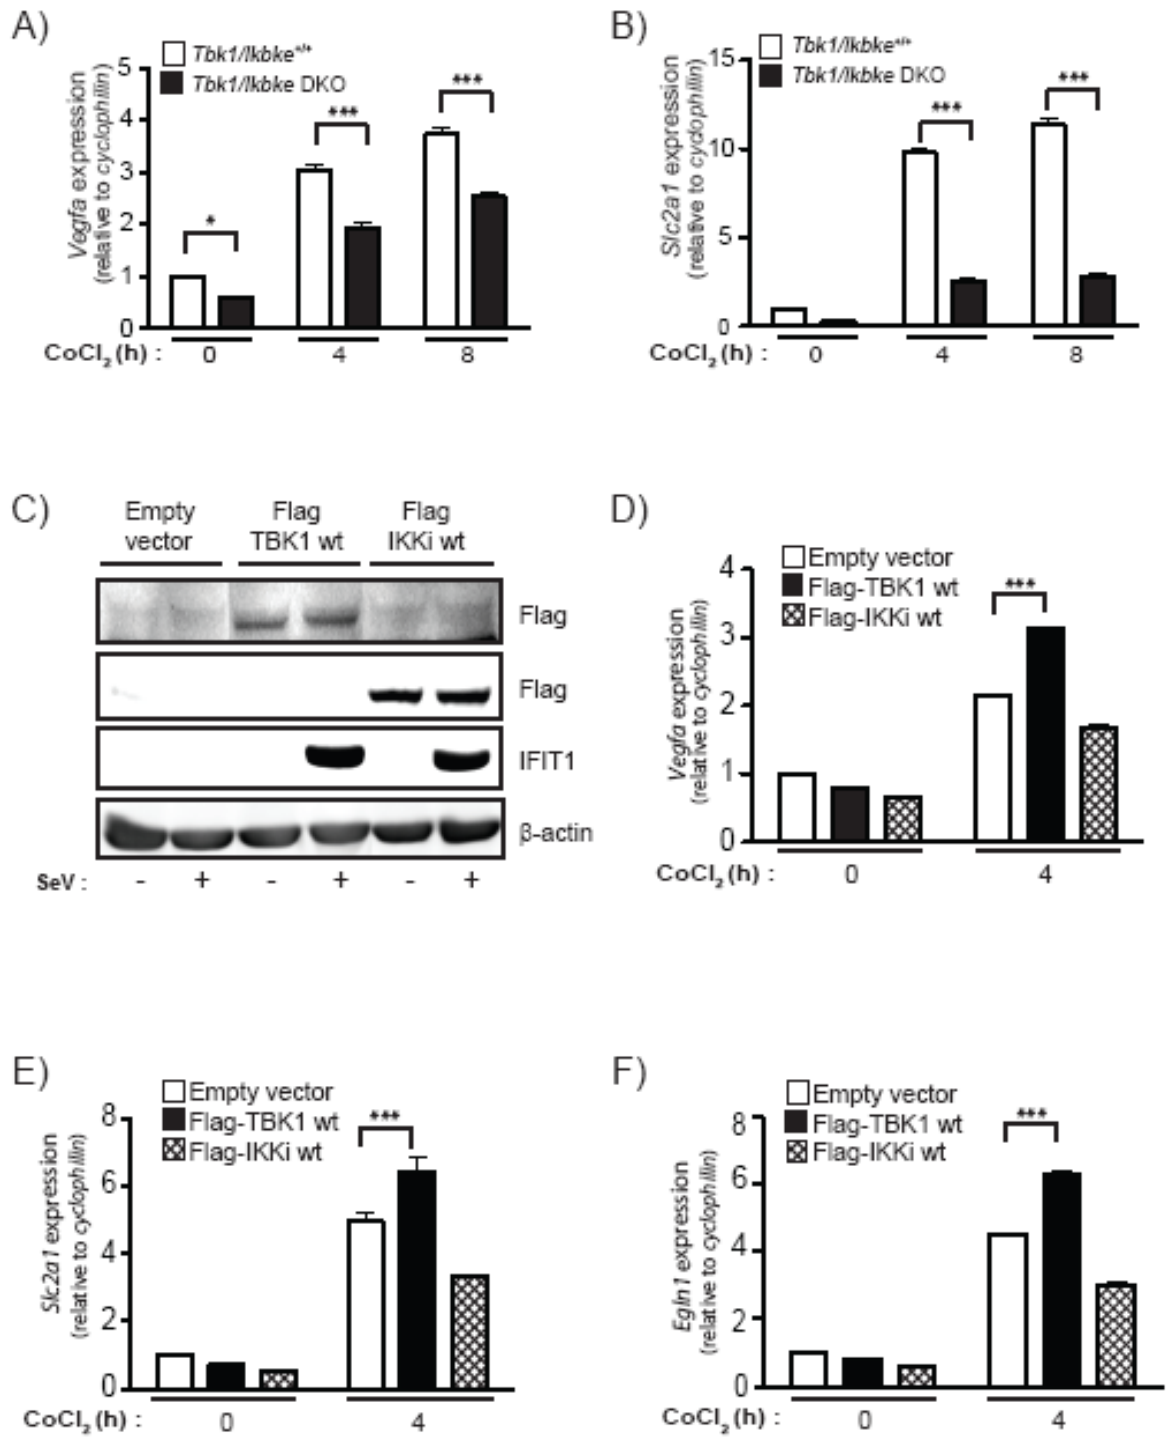 A)
Tbk1/Ikbke+/+
Tbk1/Ikbke DKO
Vegfa expression
(relative to cyclophillin)
5
4
3
2
1
0
*
***
***
CoCl2 (h) : 0 4 8
B)
Tbk1/Ikbke+/+
Tbk1/Ikbke DKO
Slc2a1 expression
(relative to cyclophillin)
15
10
5
0
***
***
CoCl2 (h) : 0 4 8
C)
Empty
vector
Flag
TBK1 wt
Flag
IKKi wt
Flag
Flag
IFIT1
β-actin
SeV : - + - + - +
D)
Empty vector
Flag-TBK1 wt
Flag-IKKi wt
Vegfa expression
(relative to cyclophillin)
4
3
2
1
0
***
CoCl2 (h) : 0 4
E)
Empty vector
Flag-TBK1 wt
Flag-IKKi wt
Slc2a1 expression
(relative to cyclophillin)
8
6
4
2
0
***
CoCl2 (h) : 0 4
F)
Empty vector
Flag-TBK1 wt
Flag-IKKi wt
Egln1 expression
(relative to cyclophillin)
8
6
4
2
0
***
CoCl2 (h) : 0 4